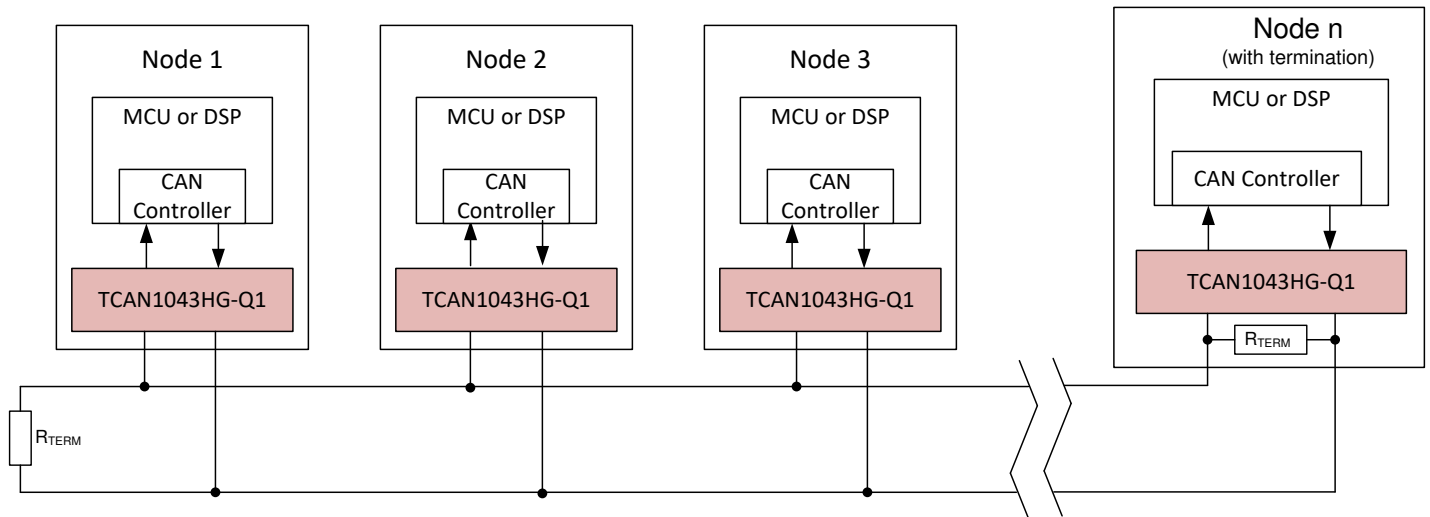 Node 1
MCU or DSP
CAN
Controller
TCAN1043HG-Q1
Node 2
MCU or DSP
CAN
Controller
TCAN1043HG-Q1
Node 3
MCU or DSP
CAN
Controller
TCAN1043HG-Q1
Node n
(with termination)
MCU or DSP
CAN Controller
TCAN1043HG-Q1
RTERM
RTERM